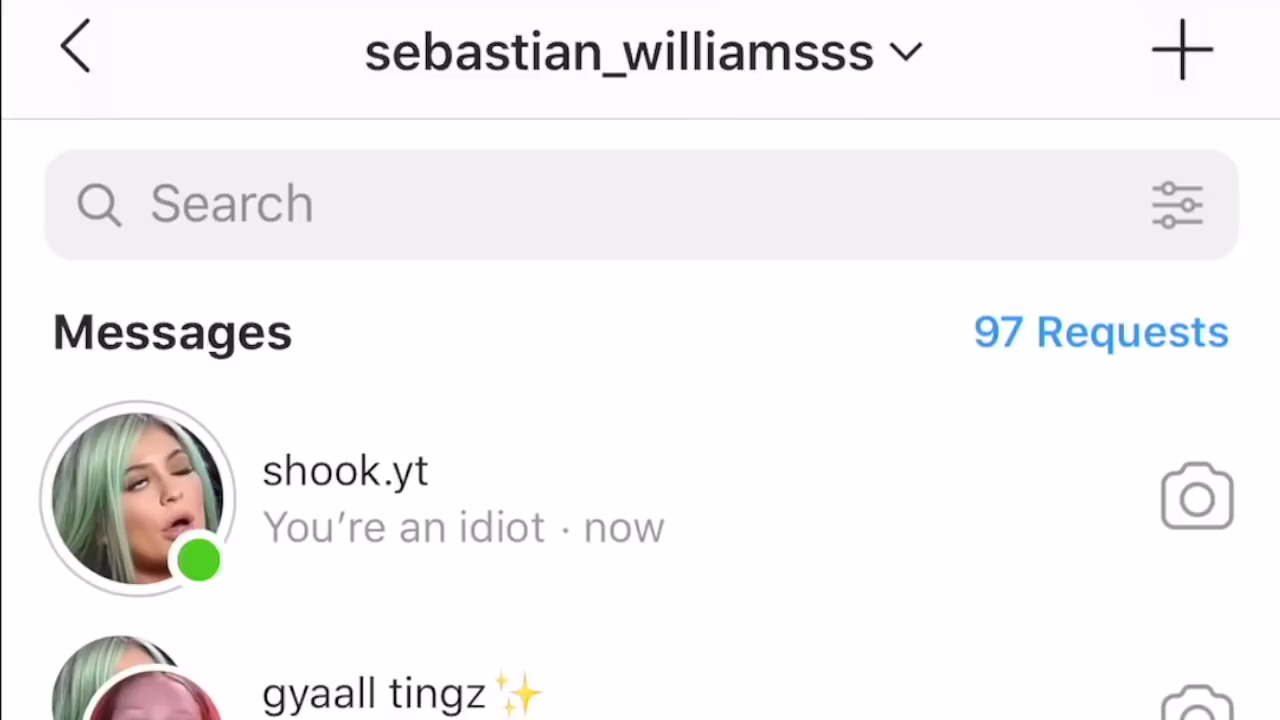 sebastian_williamsss
Search
Messages
97 Requests
shook.yt
You’re an idiot · now
gyaall tingz ✨